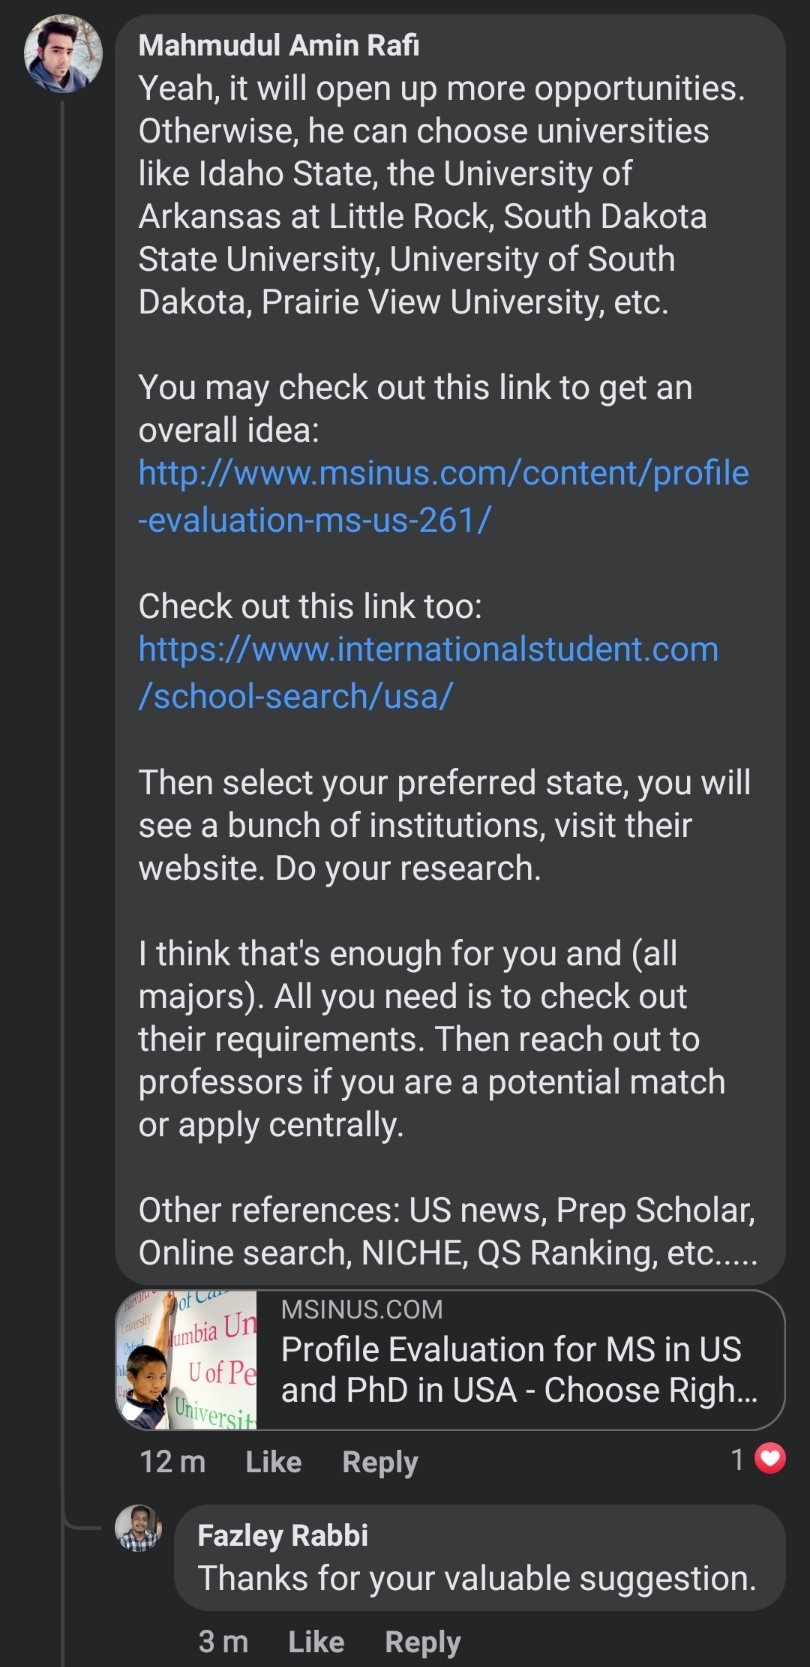 Mahmudul Amin Rafi
Yeah, it will open up more opportunities.
Otherwise, he can choose universities
like Idaho State, the University of
Arkansas at Little Rock, South Dakota
State University, University of South
Dakota, Prairie View University, etc.
You may check out this link to get an
overall idea:
http://www.msinus.com/content/profile
-evaluation-ms-us-261/
Check out this link too:
https://www.internationalstudent.com
/school-search/usa/
Then select your preferred state, you will
see a bunch of institutions, visit their
website. Do your research.
I think that's enough for you and (all
majors). All you need is to check out
their requirements. Then reach out to
professors if you are a potential match
or apply centrally.
Other references: US news, Prep Scholar,
Online search, NICHE, QS Ranking, etc.....
of
University
lumbia Un
U of Pe
Universit
MSINUS.COM
Profile Evaluation for MS in US
and PhD in USA - Choose Righ...
12 m Like Reply 1
Fazley Rabbi
Thanks for your valuable suggestion.
3 m Like Reply